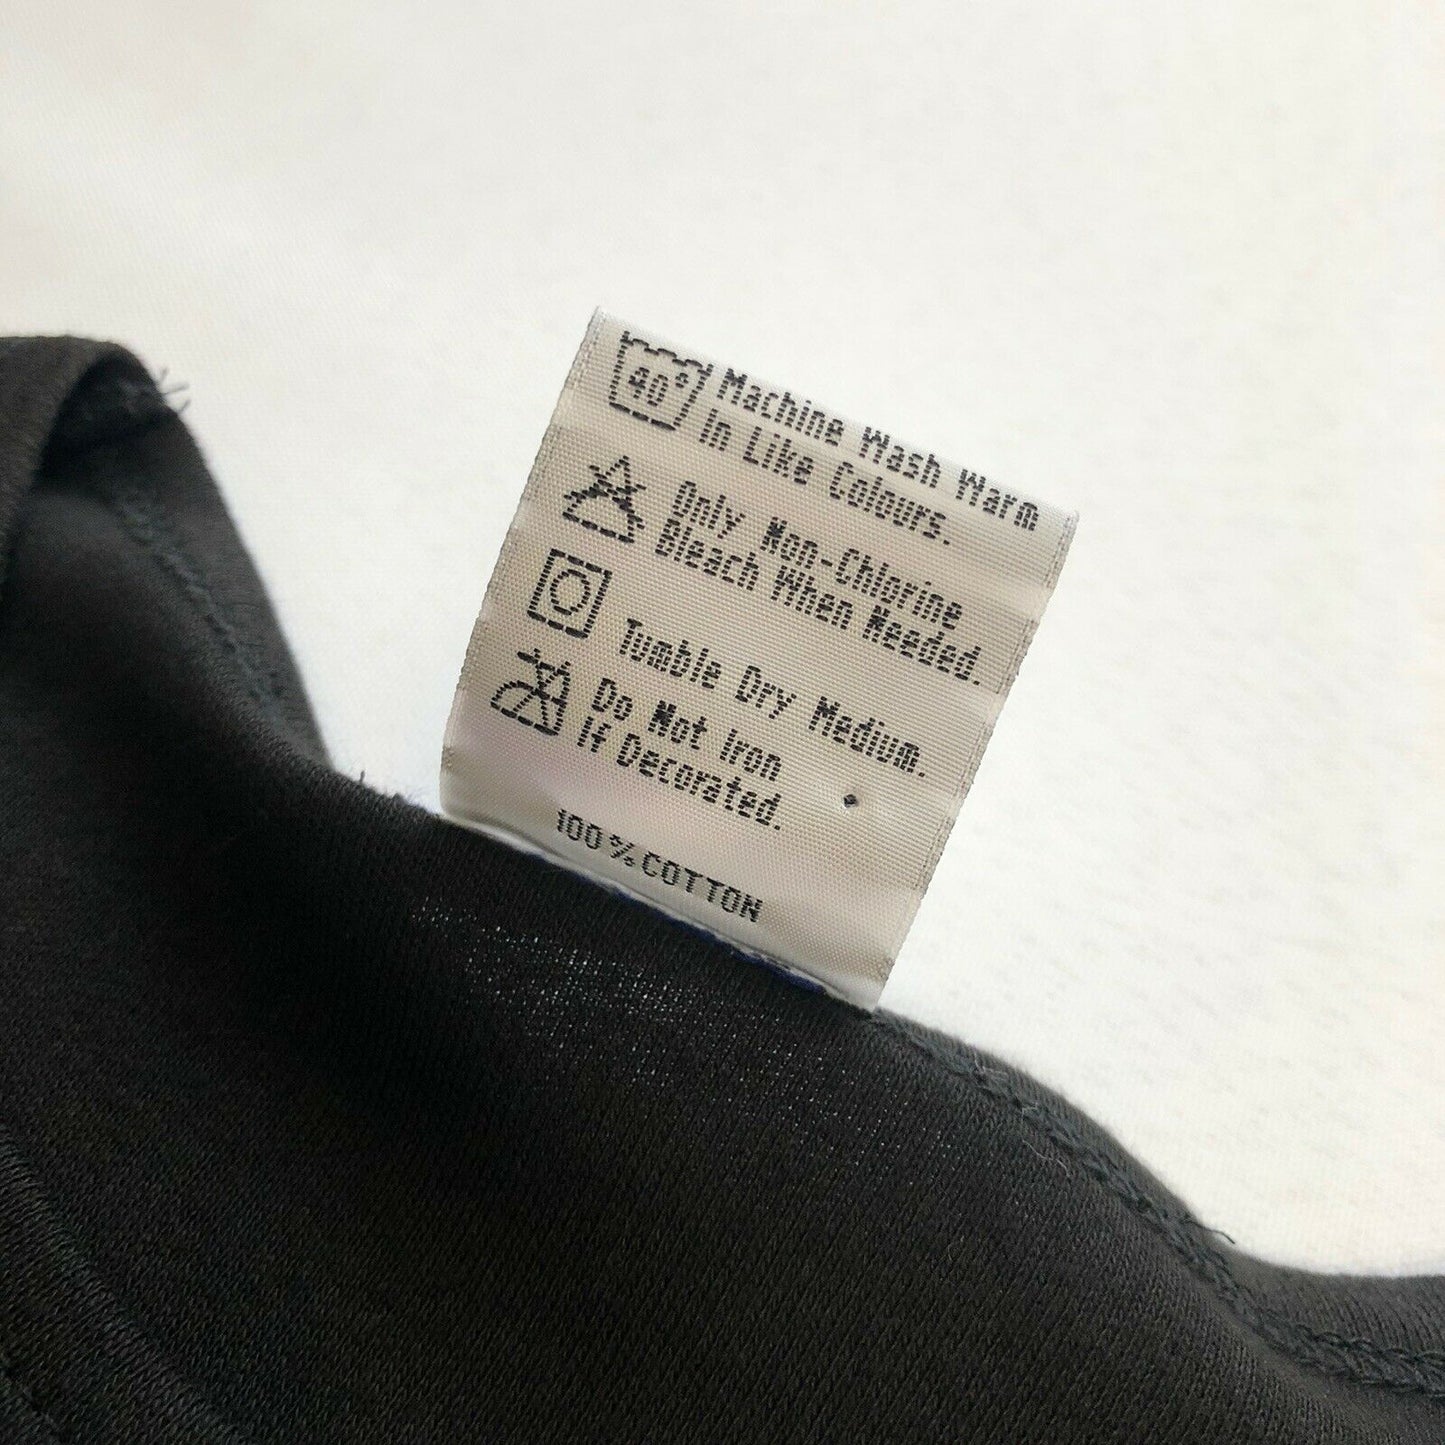 40° Machine Wash Warm
In Like Colours.
Only Non-Chlorine
Bleach When Needed.
Tumble Dry Medium.
Do Not Iron
If Decorated.
100% COTTON